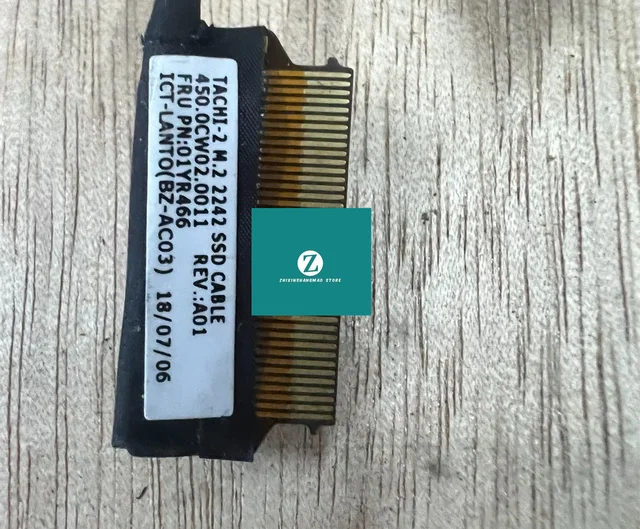 TACHI-2 M.2 2242 SSD CABLE
450.0CW02.0011 REV.:A01
FRU PN:01YR466
ICT-LANTO(BZ-AC03) 18/07/06
Z
ZHIXINSHANGMAO STORE